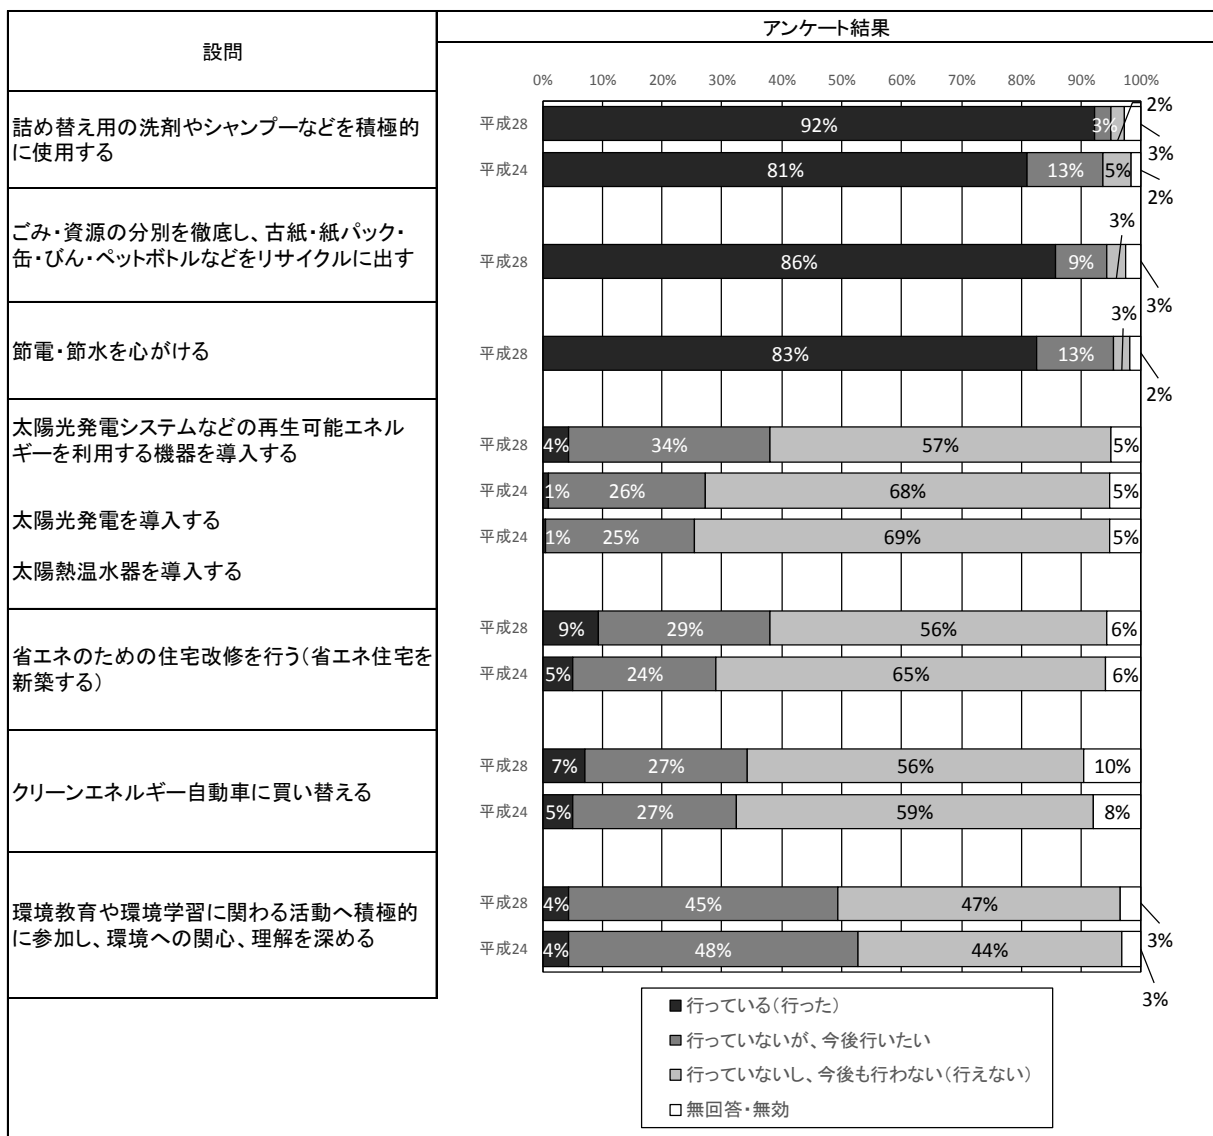 設問
アンケート結果
0% 10% 20% 30% 40% 50% 60% 70% 80% 90% 100%
詰め替え用の洗剤やシャンプーなどを積極的
に使用する
平成28 92% 3% 2% 3%
平成24 81% 13% 5% 2%
ごみ・資源の分別を徹底し、古紙・紙パック・
缶・びん・ペットボトルなどをリサイクルに出す
平成28 86% 9% 3% 3%
節電・節水を心がける
平成28 83% 13% 3% 2%
太陽光発電システムなどの再生可能エネル
ギーを利用する機器を導入する
平成28 4% 34% 57% 5%
太陽光発電を導入する
平成24 1% 26% 68% 5%
太陽熱温水器を導入する
平成24 1% 25% 69% 5%
省エネのための住宅改修を行う(省エネ住宅を
新築する)
平成28 9% 29% 56% 6%
平成24 5% 24% 65% 6%
クリーンエネルギー自動車に買い替える
平成28 7% 27% 56% 10%
平成24 5% 27% 59% 8%
環境教育や環境学習に関わる活動へ積極的
に参加し、環境への関心、理解を深める
平成28 4% 45% 47% 3%
平成24 4% 48% 44% 3%
行っている(行った)
行っていないが、今後行いたい
行っていないし、今後も行わない(行えない)
無回答・無効